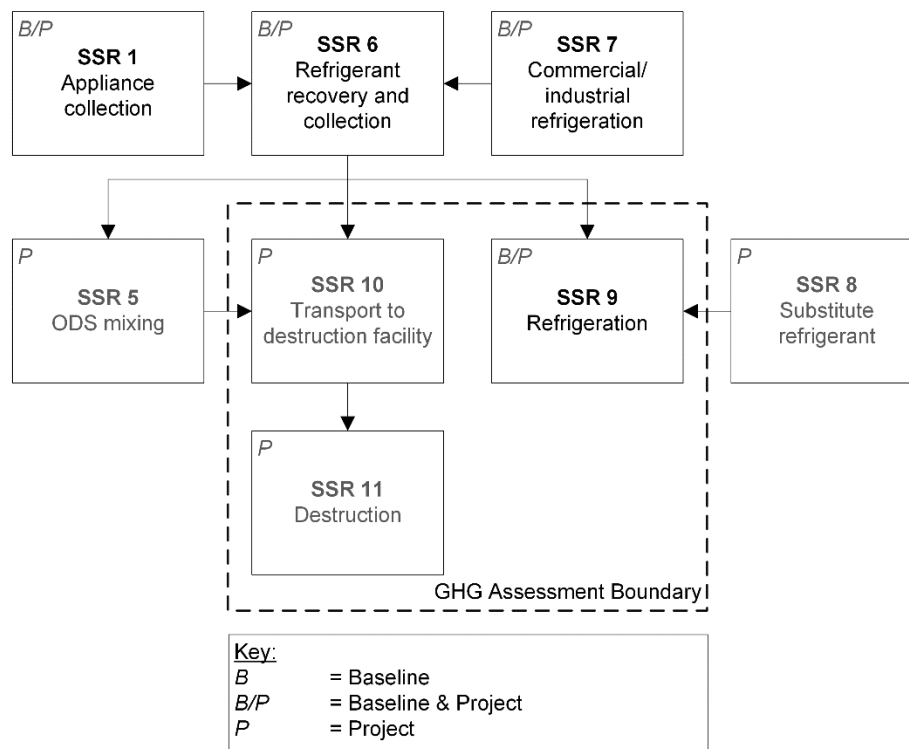 B/P
SSR 1
Appliance
collection
B/P
SSR 6
Refrigerant
recovery and
collection
B/P
SSR 7
Commercial/
industrial
refrigeration
P
SSR 5
ODS mixing
P
SSR 10
Transport to
destruction facility
B/P
SSR 9
Refrigeration
P
SSR 8
Substitute
refrigerant
P
SSR 11
Destruction
GHG Assessment Boundary
Key:
B = Baseline
B/P = Baseline & Project
P = Project